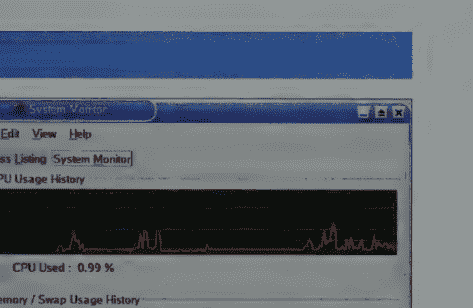 System Monitor
Edit View Help
ss Listing System Monitor
PU Usage History
CPU Used : 0.99 %
emory / Swap Usage History